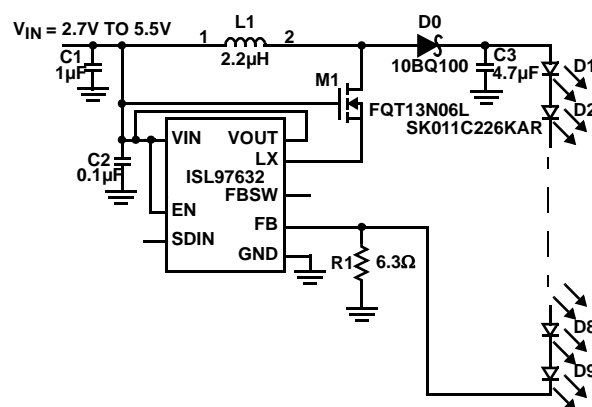 VIN = 2.7V TO 5.5V
L1
D0
1
2
C1
1µF
2.2µH
10BQ100
C3
4.7µF
D1
M1
FQT13N06L
D2
SK011C226KAR
VIN
VOUT
C2
0.1µF
LX
ISL97632
FBSW
EN
FB
SDIN
GND
R1
6.3Ω
D8
D9